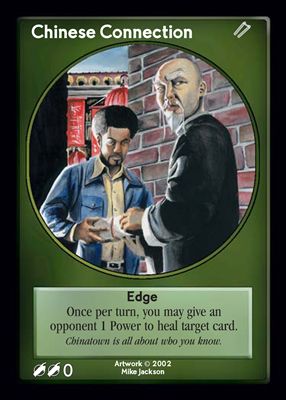 Chinese Connection
Edge
Once per turn, you may give an
opponent 1 Power to heal target card.
Chinatown is all about who you know.
0
Artwork © 2002
Mike Jackson